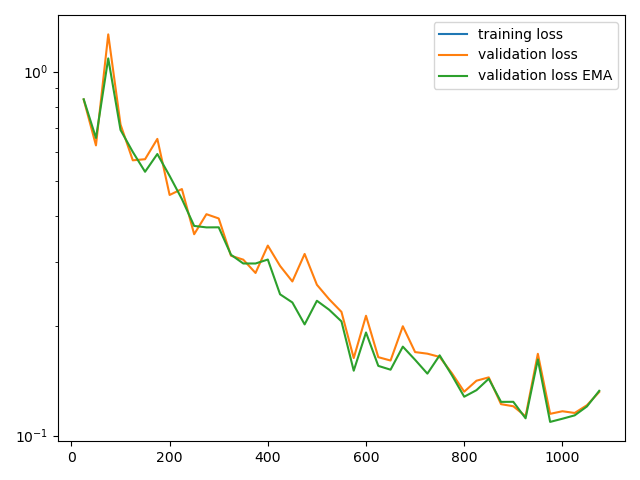 training loss
validation loss
validation loss EMA
10⁰
10⁻¹
0 200 400 600 800 1000